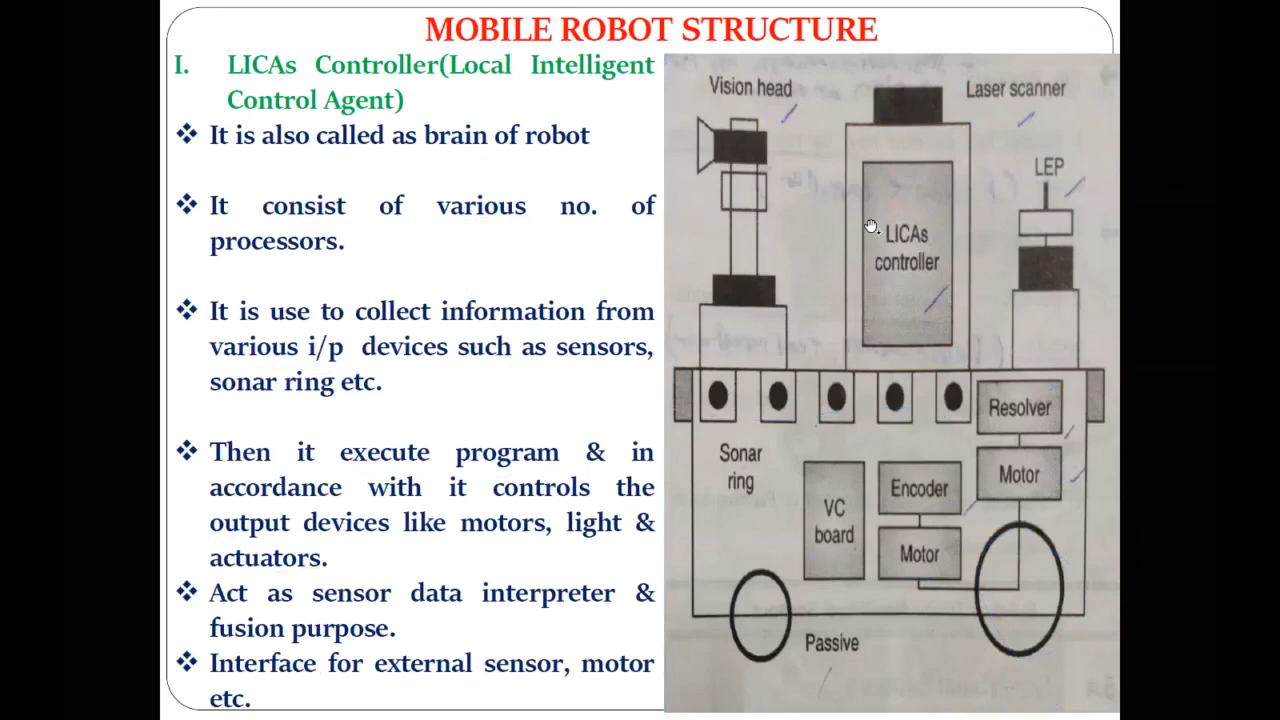 MOBILE ROBOT STRUCTURE
I. LICAs Controller(Local Intelligent
Control Agent)
❖ It is also called as brain of robot
❖ It consist of various no. of
processors.
❖ It is use to collect information from
various i/p devices such as sensors,
sonar ring etc.
❖ Then it execute program & in
accordance with it controls the
output devices like motors, light &
actuators.
❖ Act as sensor data interpreter &
fusion purpose.
❖ Interface for external sensor, motor
etc.
Vision head
Laser scanner
LEP
LICAs
controller
Resolver
Sonar
ring
Motor
VC
board
Encoder
Motor
Passive